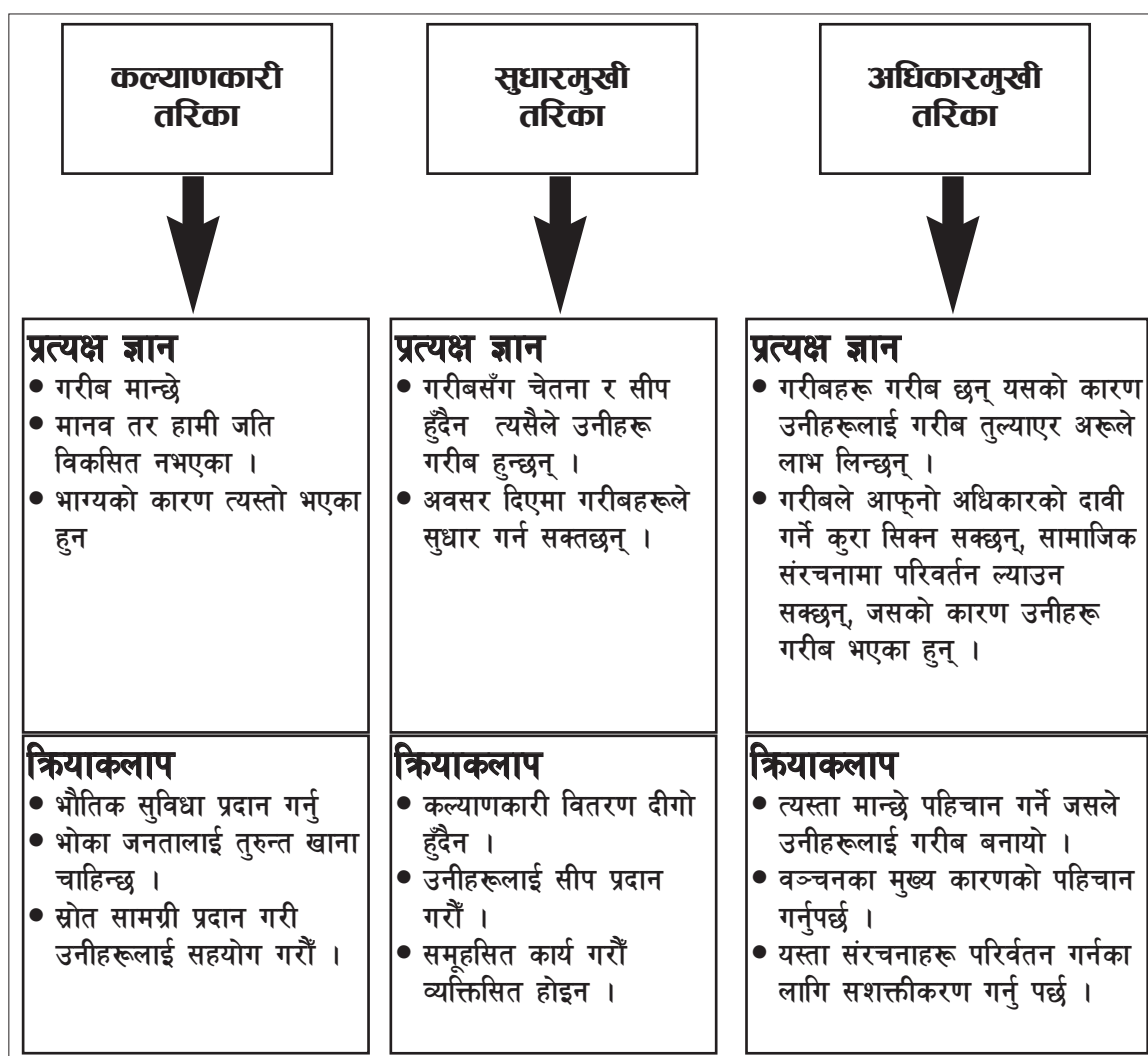 कल्याणकारी
तरिका
सुधारमुखी
तरिका
अधिकारमुखी
तरिका
प्रत्यक्ष ज्ञान
● गरीब मान्छे
● मानव तर हामी जति
विकसित नभएका ।
● भाग्यको कारण त्यस्तो भएका
हुन
प्रत्यक्ष ज्ञान
● गरीबसँग चेतना र सीप
हुँदैन त्यसैले उनीहरू
गरीब हुन्छन् ।
● अवसर दिएमा गरीबहरूले
सुधार गर्न सक्तछन् ।
प्रत्यक्ष ज्ञान
● गरीबहरू गरीब छन् यसको कारण
उनीहरूलाई गरीब तुल्याएर अरूले
लाभ लिन्छन् ।
● गरीबले आफ्नो अधिकारको दावी
गर्ने कुरा सिक्न सक्छन्, सामाजिक
संरचनामा परिवर्तन ल्याउन
सक्छन्, जसको कारण उनीहरू
गरीब भएका हुन् ।
क्रियाकलाप
● भौतिक सुविधा प्रदान गर्नु
● भोका जनतालाई तुरुन्त खाना
चाहिन्छ ।
● स्रोत सामग्री प्रदान गरी
उनीहरूलाई सहयोग गरौँ ।
क्रियाकलाप
● कल्याणकारी वितरण दीगो
हुँदैन ।
● उनीहरूलाई सीप प्रदान
गरौँ ।
● समूहसित कार्य गरौँ
व्यक्तिसित होइन ।
क्रियाकलाप
● त्यस्ता मान्छे पहिचान गर्ने जसले
उनीहरूलाई गरीब बनायो ।
● वञ्चनका मुख्य कारणको पहिचान
गर्नुपर्छ ।
● यस्ता संरचनाहरू परिर्वतन गर्नका
लागि सशक्तीकरण गर्नु पर्छ ।